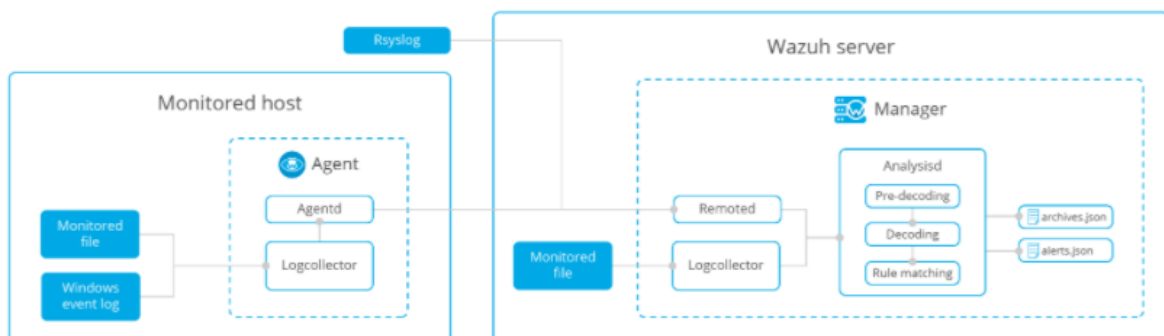 Rsyslog
Wazuh server
Monitored host
Manager
Agent
Analysisd
Pre-decoding
Agentd
Remoted
Monitored
file
archives.json
Decoding
Logcollector
Monitored
file
Logcollector
alerts.json
Windows
event log
Rule matching